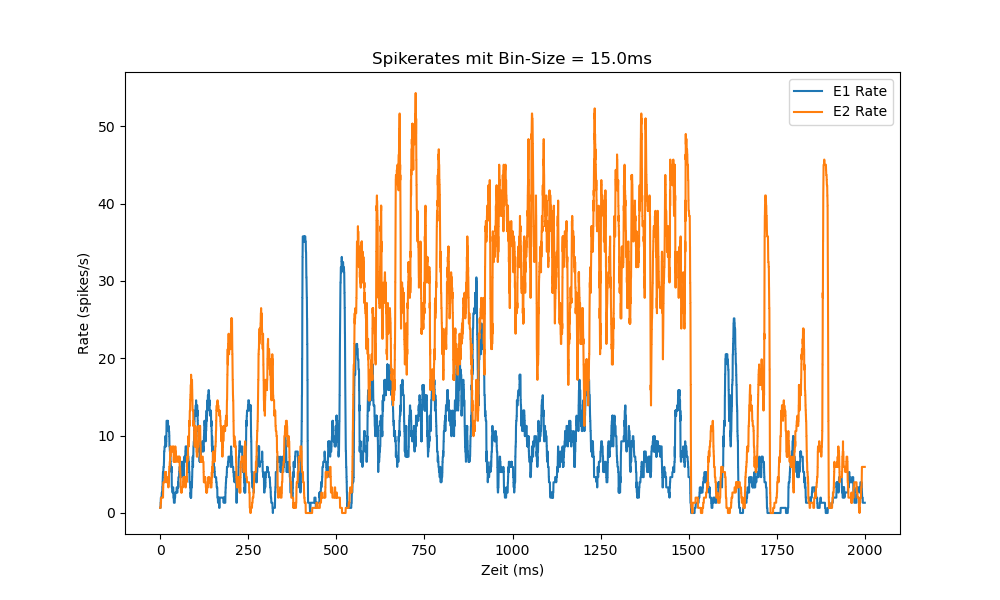 Spikerates mit Bin-Size = 15.0ms
E1 Rate
E2 Rate
50
40
30
20
10
0
Rate (spikes/s)
0 250 500 750 1000 1250 1500 1750 2000
Zeit (ms)